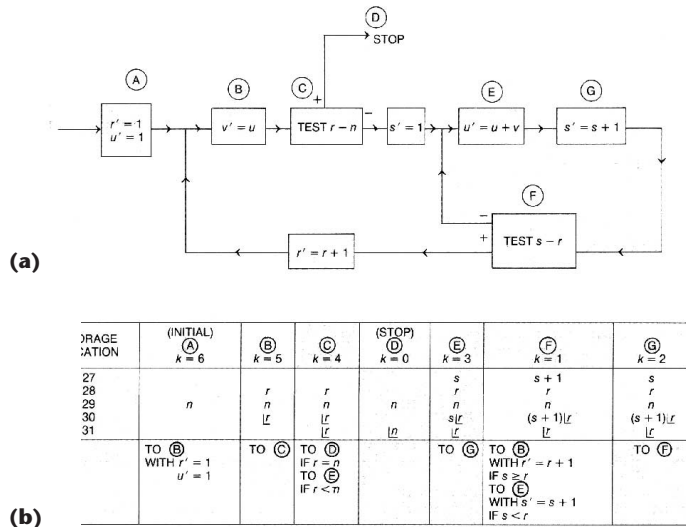 D
STOP
A
B
C
E
G
r′ = 1
u′ = 1
v′ = u
+
TEST r – n
–
s′ = 1
u′ = u + v
s′ = s + 1
F
–
+
TEST s – r
r′ = r + 1
(a)
ORAGE CATION (INITIAL) A k = 6 B k = 5 C k = 4 (STOP) D k = 0 E k = 3 F k = 1 G k = 2
27 s s + 1 s
28 r r r r r
29 n n n n n n n
30 ⌊r ⌊r s⌊r (s + 1)⌊r (s + 1)⌊r
31 ⌊r ⌊n ⌊r ⌊r ⌊r
TO B
WITH r′ = 1
u′ = 1
TO C
TO D
IF r = n
TO E
IF r < n
TO G
TO B
WITH r′ = r + 1
IF s ≥ r
TO E
WITH s′ = s + 1
IF s < r
TO F
(b)